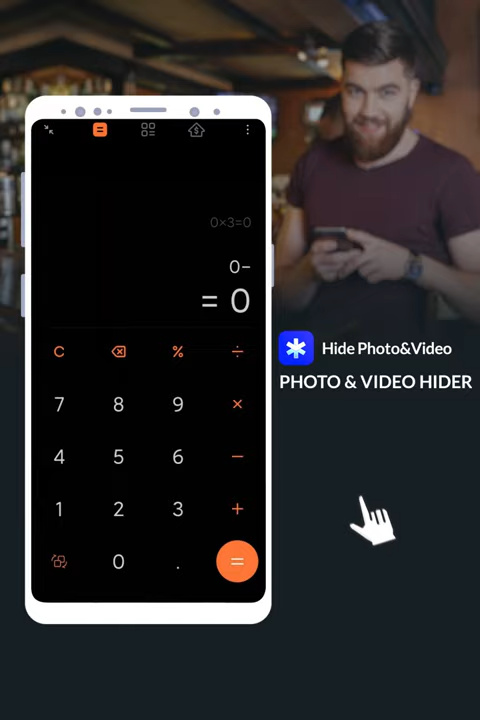 0×3=0
0−
= 0
C % ÷
7 8 9 ×
4 5 6 −
1 2 3 +
0 . =
Hide Photo&Video
PHOTO & VIDEO HIDER